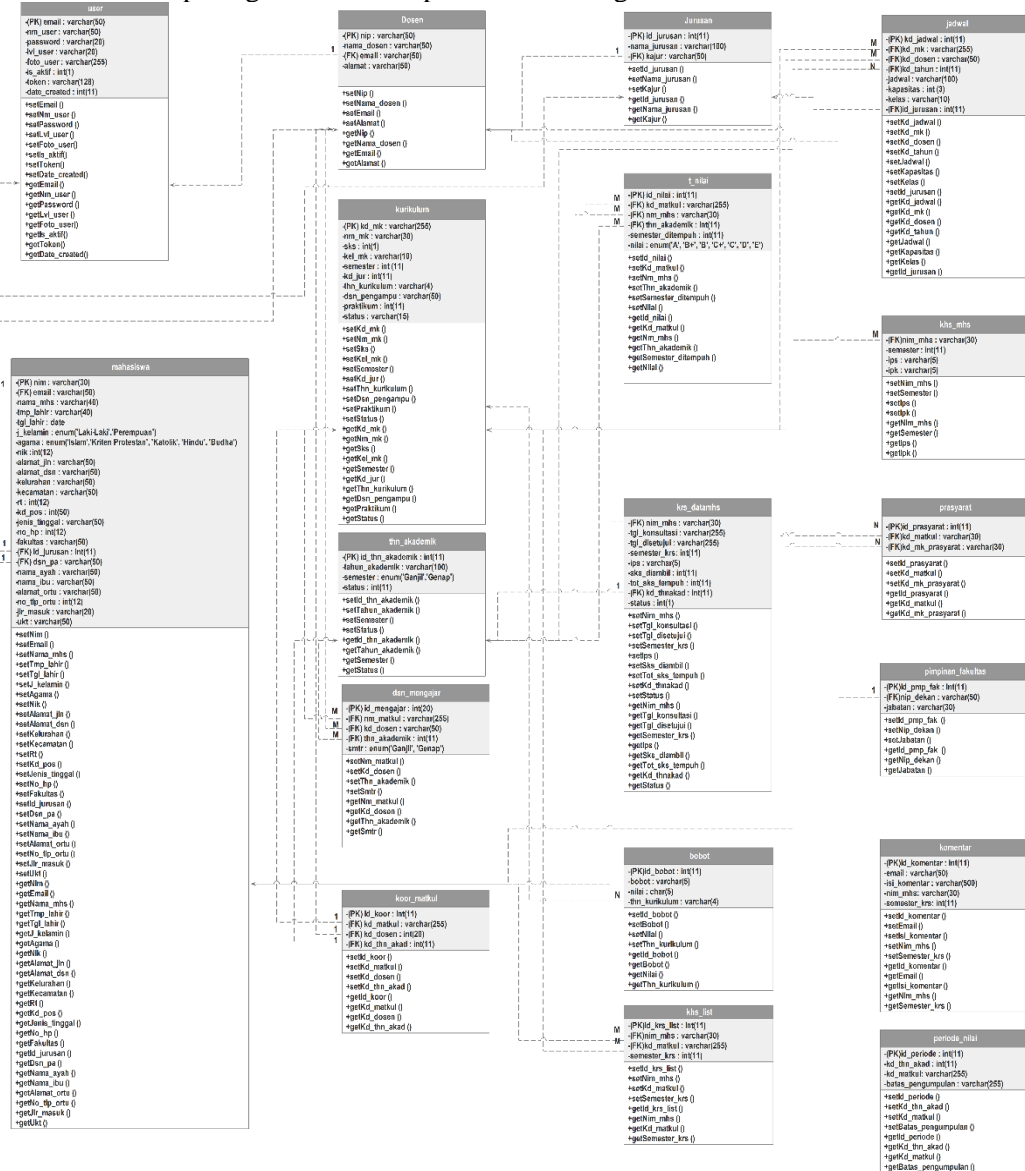 user
-(PK) email : varchar(50)
-nm_user : varchar(50)
-password : varchar(20)
-lvl_user : varchar(20)
-foto_user : varchar(255)
-is_aktif : int(1)
-token : varchar(128)
-date_created : int(11)
+setEmail ()
+setNm_user ()
+setPassword ()
+setLvl_user ()
+setFoto_user()
+setIs_aktif()
+setToken()
+setDate_created()
+getEmail ()
+getNm_user ()
+getPassword ()
+getLvl_user ()
+getFoto_user()
+getIs_aktif()
+gotToken()
+getDate_created()
mahasiswa
1
-(PK) nim : varchar(30)
-(FK) email : varchar(50)
-nama_mhs : varchar(40)
-tmp_lahir : varchar(40)
-tgl_lahir : date
-j_kelamin : enum('Laki-Laki','Perempuan')
-agama : enum('Islam','Kriten Protestan', 'Katolik', 'Hindu', 'Budha')
-nik : int(12)
-alamat_jln : varchar(50)
-alamat_dsn : varchar(50)
-kelurahan : varchar(50)
-kecamatan : varchar(50)
-rt : int(12)
-kd_pos : int(50)
-jenis_tinggal : varchar(50)
-no_hp : int(12)
-fakultas : varchar(50)
1
-(FK) id_jurusan : int(11)
1
-(FK) dsn_pa : varchar(50)
-nama_ayah : varchar(50)
-nama_ibu : varchar(50)
-alamat_ortu : varchar(50)
-no_tlp_ortu : int(12)
-jlr_masuk : varchar(20)
-ukt : varchar(50)
+setNim ()
+setEmail ()
+setNama_mhs ()
+setTmp_lahir ()
+setTgl_lahir ()
+setJ_kelamin ()
+setAgama ()
+setNik ()
+setAlamat_jln ()
+setAlamat_dsn ()
+setKelurahan ()
+setKecamatan ()
+setRt ()
+setKd_pos ()
+setJenis_tinggal ()
+setNo_hp ()
+setFakultas ()
+setId_jurusan ()
+setDsn_pa ()
+setNama_ayah ()
+setNama_ibu ()
+setAlamat_ortu ()
+setNo_tlp_ortu ()
+setJlr_masuk ()
+setUkt ()
+getNim ()
+getEmail ()
+getNama_mhs ()
+getTmp_lahir ()
+getTgl_lahir ()
+getJ_kelamin ()
+getAgama ()
+getNik ()
+getAlamat_jln ()
+getAlamat_dsn ()
+getKelurahan ()
+getKecamatan ()
+getRt ()
+getKd_pos ()
+getJenis_tinggal ()
+getNo_hp ()
+getFakultas ()
+getId_jurusan ()
+getDsn_pa ()
+getNama_ayah ()
+getNama_ibu ()
+getAlamat_ortu ()
+getNo_tlp_ortu ()
+getJlr_masuk ()
+getUkt ()
Dosen
-(PK) nip : varchar(50)
-nama_dosen : varchar(50)
1
-(FK) email : varchar(50)
-alamat : varchar(50)
+setNip ()
+setNama_dosen ()
+setEmail ()
+setAlamat ()
+getNip ()
+getNama_dosen ()
+getEmail ()
+gotAlamat ()
kurikulum
-(PK) kd_mk : varchar(255)
-nm_mk : varchar(30)
-sks : int(1)
-kel_mk : varchar(10)
-semester : int (11)
-kd_jur : int(11)
-thn_kurikulum : varchar(4)
-dsn_pengampu : varchar(50)
-praktikum : int(11)
-status : varchar(15)
+setKd_mk ()
+setNm_mk ()
+setSks ()
+setKel_mk ()
+setSemester ()
+setKd_jur ()
+setThn_kurikulum ()
+setDsn_pengampu ()
+setPraktikum ()
+setStatus ()
+getKd_mk ()
+getNm_mk ()
+getSks ()
+getKel_mk ()
+getSemester ()
+getKd_jur ()
+getThn_kurikulum ()
+getDsn_pengampu ()
+getPraktikum ()
+getStatus ()
thn_akademik
-(PK) id_thn_akademik : int(11)
-tahun_akademik : varchar(100)
-semester : enum('Ganjil','Genap')
-status : int(11)
+setId_thn_akademik ()
+setTahun_akademik ()
+setSemester ()
+setStatus ()
+getId_thn_akademik ()
+getTahun_akademik ()
+getSemester ()
+getStatus ()
dsn_mengajar
-(PK) id_mengajar : int(20)
M
-(FK) nm_matkul : varchar(255)
M
-(FK) kd_dosen : varchar(50)
M
-(FK) thn_akademik : int(11)
-smtr : enum('Ganjil', 'Genap')
+setNm_matkul ()
+setKd_dosen ()
+setThn_akademik ()
+setSmtr ()
+getNm_matkul ()
+getKd_dosen ()
+getThn_akademik ()
+getSmtr ()
koor_matkul
-(PK) id_koor : int(11)
1
-(FK) kd_matkul : varchar(255)
1
-(FK) kd_dosen : int(20)
1
-(FK) kd_thn_akad : int(11)
+setId_koor ()
+setKd_matkul ()
+setKd_dosen ()
+setKd_thn_akad ()
+getId_koor ()
+getKd_matkul ()
+getKd_dosen ()
+getKd_thn_akad ()
Jurusan
-(PK) id_jurusan : int(11)
-nama_jurusan : varchar(100)
1
-(FK) kajur : varchar(50)
+setId_jurusan ()
+setNama_jurusan ()
+setKajur ()
+getId_jurusan ()
+getNama_jurusan ()
+getKajur ()
t_nilai
-(PK) id_nilai : int(11)
M
-(FK) kd_matkul : varchar(255)
M
-(FK) nm_mhs : varchar(30)
M
-(FK) thn_akademik : int(11)
-semester_ditempuh : int(11)
-nilai : enum('A', 'B+', 'B', 'C+', 'C', 'D', 'E')
+setId_nilai ()
+setKd_matkul ()
+setNm_mhs ()
+setThn_akademik ()
+setSemester_ditempuh ()
+setNilai ()
+getId_nilai ()
+getKd_matkul ()
+getNm_mhs ()
+getThn_akademik ()
+getSemester_ditempuh ()
+getNilai ()
krs_datamhs
-(FK) nim_mhs : varchar(30)
-tgl_konsultasi : varchar(255)
-tgl_disetujui : varchar(255)
-semester_krs : int(11)
-ips : varchar(5)
-sks_diambil : int(11)
-tot_sks_tempuh : int(11)
1
-(FK) kd_thnakad : int(11)
-status : int(1)
+setNim_mhs ()
+setTgl_konsultasi ()
+setTgl_disetujui ()
+setSemester_krs ()
+setIps ()
+setSks_diambil ()
+setTot_sks_tempuh ()
+setKd_thnakad ()
+setStatus ()
+getNim_mhs ()
+getTgl_konsultasi ()
+getTgl_disetujui ()
+getSemester_krs ()
+getIps ()
+getSks_diambil ()
+getTot_sks_tempuh ()
+getKd_thnakad ()
+getStatus ()
bobot
-(PK)id_bobot : int(11)
-bobot : varchar(5)
-nilai : char(5)
N
-thn_kurikulum : varchar(4)
+setId_bobot ()
+setBobot ()
+setNilai ()
+setThn_kurikulum ()
+getId_bobot ()
+getBobot ()
+getNilai ()
+getThn_kurikulum ()
khs_list
-(PK)id_krs_list : int(11)
M
-(FK)nim_mhs : varchar(30)
M
-(FK)kd_matkul : varchar(255)
-semester_krs : int(11)
+setId_krs_list ()
+setNim_mhs ()
+setKd_matkul ()
+setSemester_krs ()
+getId_krs_list ()
+getNim_mhs ()
+getKd_matkul ()
+getSemester_krs ()
jadwal
-(PK) kd_jadwal : int(11)
M
-(FK)kd_mk : varchar(255)
M
-(FK)kd_dosen : varchar(50)
N
-(FK)kd_tahun : int(11)
-jadwal : varchar(100)
-kapasitas : int (3)
-kelas : varchar(10)
-(FK)id_jurusan : int(11)
+setKd_jadwal ()
+setKd_mk ()
+setKd_dosen ()
+setKd_tahun ()
+setJadwal ()
+setKapasitas ()
+setKelas ()
+setId_jurusan ()
+getKd_jadwal ()
+getKd_mk ()
+getKd_dosen ()
+getKd_tahun ()
+getJadwal ()
+getKapasitas ()
+getKelas ()
+getId_jurusan ()
khs_mhs
M
-(FK)nim_mhs : varchar(30)
-semester : int(11)
-ips : varchar(5)
-ipk : varchar(5)
+setNim_mhs ()
+setSemester ()
+setIps ()
+setIpk ()
+getNim_mhs ()
+getSemester ()
+getIps ()
+getIpk ()
prasyarat
-(PK)id_prasyarat : int(11)
N
-(FK)kd_matkul : varchar(30)
N
-(FK)kd_mk_prasyarat : varchar(30)
+setId_prasyarat ()
+setKd_matkul ()
+setKd_mk_prasyarat ()
+getId_prasyarat ()
+getKd_matkul ()
+getKd_mk_prasyarat ()
pimpinan_fakultas
-(PK)id_pmp_fak : int(11)
1
-(FK)nip_dekan : varchar(50)
-jabatan : varchar(30)
+setId_pmp_fak ()
+setNip_dekan ()
+setJabatan ()
+getId_pmp_fak ()
+getNip_dekan ()
+getJabatan ()
komentar
-(PK)id_komentar : int(11)
-email : varchar(50)
-isi_komentar : varchar(500)
-nim_mhs: varchar(30)
-semester_krs: int(11)
+setId_komentar ()
+setEmail ()
+setIsi_komentar ()
+setNim_mhs ()
+setSemester_krs ()
+getId_komentar ()
+getEmail ()
+getIsi_komentar ()
+getNim_mhs ()
+getSemester_krs ()
periode_nilai
-(PK)id_periode : int(11)
-kd_thn_akad : int(11)
-kd_matkul: varchar(255)
-batas_pengumpulan : varchar(255)
+setId_periode ()
+setKd_thn_akad ()
+setKd_matkul ()
+setBatas_pengumpulan ()
+getId_periode ()
+getKd_thn_akad ()
+getKd_matkul ()
+getBatas_pengumpulan ()